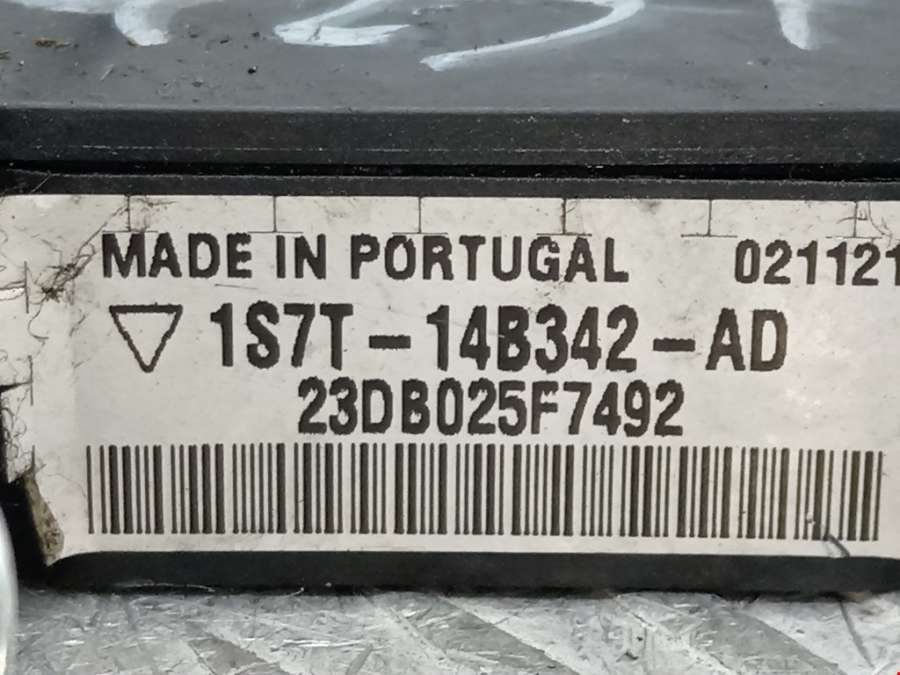 MADE IN PORTUGAL 021121
1S7T-14B342-AD
23DB025F7492